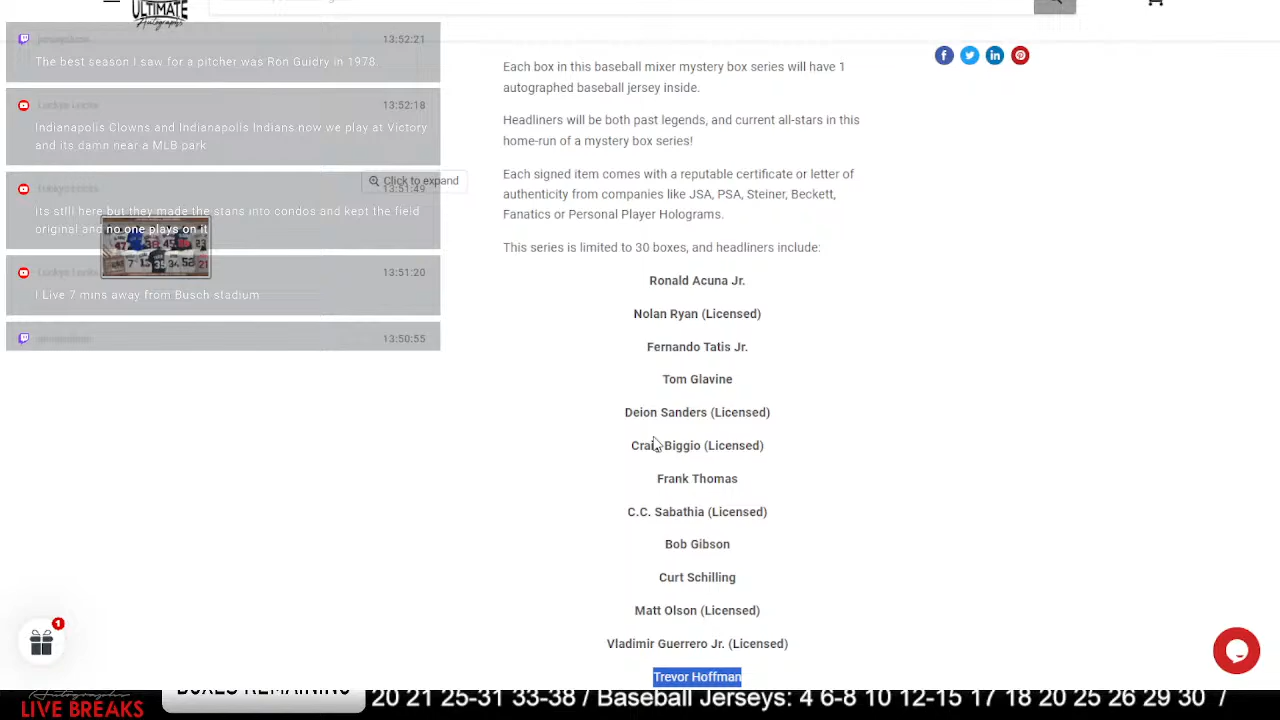 ULTIMATE
Autographs
13:52:21
The best season I saw for a pitcher was Ron Guidry in 1978.
13:52:18
Indianapolis Clowns and Indianapolis Indians now we play at Victory
and its damn near a MLB park
13:51:49
Click to expand
its still here but they made the stans into condos and kept the field
original and no one plays on it
13:51:20
I Live 7 mins away from Busch stadium
13:50:55
Each box in this baseball mixer mystery box series will have 1
autographed baseball jersey inside.
Headliners will be both past legends, and current all-stars in this
home-run of a mystery box series!
Each signed item comes with a reputable certificate or letter of
authenticity from companies like JSA, PSA, Steiner, Beckett,
Fanatics or Personal Player Holograms.
This series is limited to 30 boxes, and headliners include:
Ronald Acuna Jr.
Nolan Ryan (Licensed)
Fernando Tatis Jr.
Tom Glavine
Deion Sanders (Licensed)
Craig Biggio (Licensed)
Frank Thomas
C.C. Sabathia (Licensed)
Bob Gibson
Curt Schilling
Matt Olson (Licensed)
Vladimir Guerrero Jr. (Licensed)
Trevor Hoffman
1
Autographs
LIVE BREAKS
BOXES REMAINING
20 21 25-31 33-38 / Baseball Jerseys: 4 6-8 10 12-15 17 18 20 25 26 29 30 /